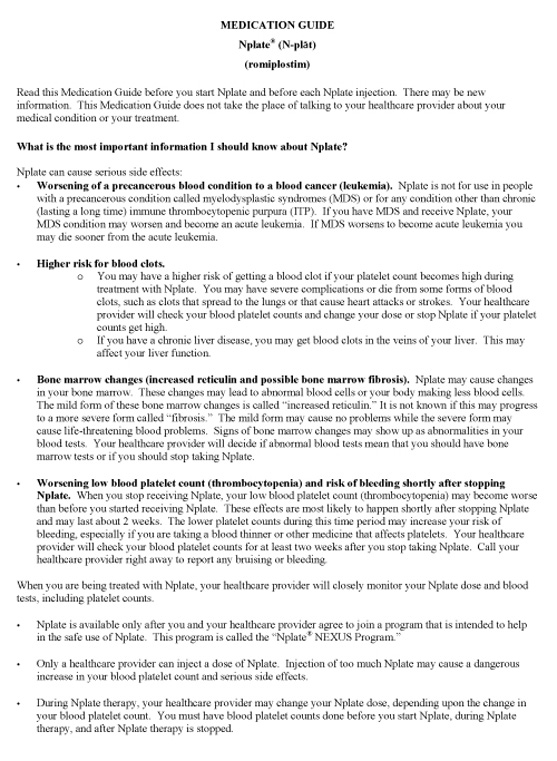 MEDICATION GUIDE
Nplate® (N-plāt)
(romiplostim)
Read this Medication Guide before you start Nplate and before each Nplate injection. There may be new
information. This Medication Guide does not take the place of talking to your healthcare provider about your
medical condition or your treatment.
What is the most important information I should know about Nplate?
Nplate can cause serious side effects:
• Worsening of a precancerous blood condition to a blood cancer (leukemia). Nplate is not for use in people
with a precancerous condition called myelodysplastic syndromes (MDS) or for any condition other than chronic
(lasting a long time) immune thrombocytopenic purpura (ITP). If you have MDS and receive Nplate, your
MDS condition may worsen and become an acute leukemia. If MDS worsens to become acute leukemia you
may die sooner from the acute leukemia.
• Higher risk for blood clots.
o You may have a higher risk of getting a blood clot if your platelet count becomes high during
treatment with Nplate. You may have severe complications or die from some forms of blood
clots, such as clots that spread to the lungs or that cause heart attacks or strokes. Your healthcare
provider will check your blood platelet counts and change your dose or stop Nplate if your platelet
counts get high.
o If you have a chronic liver disease, you may get blood clots in the veins of your liver. This may
affect your liver function.
• Bone marrow changes (increased reticulin and possible bone marrow fibrosis). Nplate may cause changes
in your bone marrow. These changes may lead to abnormal blood cells or your body making less blood cells.
The mild form of these bone marrow changes is called “increased reticulin.” It is not known if this may progress
to a more severe form called “fibrosis.” The mild form may cause no problems while the severe form may
cause life-threatening blood problems. Signs of bone marrow changes may show up as abnormalities in your
blood tests. Your healthcare provider will decide if abnormal blood tests mean that you should have bone
marrow tests or if you should stop taking Nplate.
• Worsening low blood platelet count (thrombocytopenia) and risk of bleeding shortly after stopping
Nplate. When you stop receiving Nplate, your low blood platelet count (thrombocytopenia) may become worse
than before you started receiving Nplate. These effects are most likely to happen shortly after stopping Nplate
and may last about 2 weeks. The lower platelet counts during this time period may increase your risk of
bleeding, especially if you are taking a blood thinner or other medicine that affects platelets. Your healthcare
provider will check your blood platelet counts for at least two weeks after you stop taking Nplate. Call your
healthcare provider right away to report any bruising or bleeding.
When you are being treated with Nplate, your healthcare provider will closely monitor your Nplate dose and blood
tests, including platelet counts.
• Nplate is available only after you and your healthcare provider agree to join a program that is intended to help
in the safe use of Nplate. This program is called the “Nplate® NEXUS Program.”
• Only a healthcare provider can inject a dose of Nplate. Injection of too much Nplate may cause a dangerous
increase in your blood platelet count and serious side effects.
• During Nplate therapy, your healthcare provider may change your Nplate dose, depending upon the change in
your blood platelet count. You must have blood platelet counts done before you start Nplate, during Nplate
therapy, and after Nplate therapy is stopped.